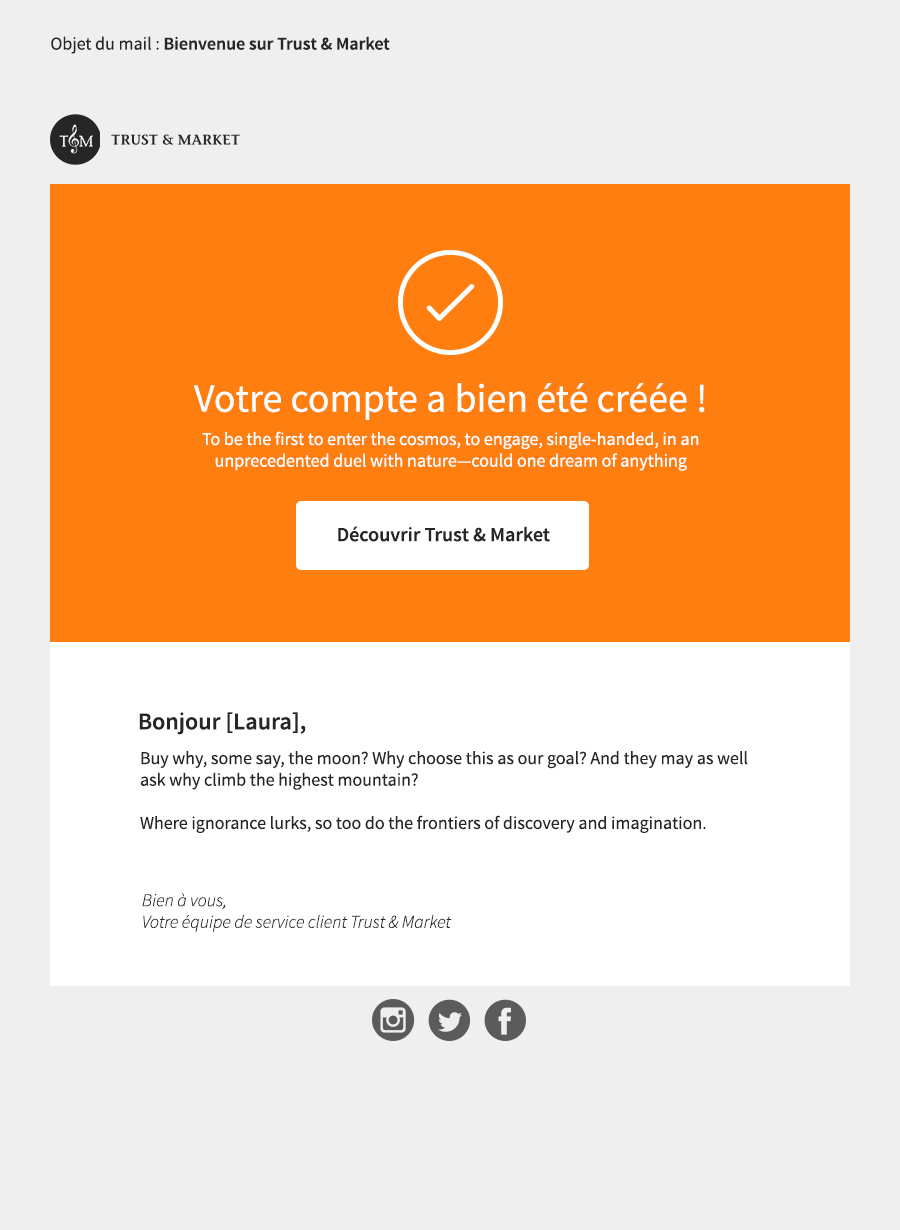 Objet du mail : Bienvenue sur Trust & Market
T&M TRUST & MARKET
Votre compte a bien été créée !
To be the first to enter the cosmos, to engage, single-handed, in an
unprecedented duel with nature—could one dream of anything
Découvrir Trust & Market
Bonjour [Laura],
Buy why, some say, the moon? Why choose this as our goal? And they may as well
ask why climb the highest mountain?
Where ignorance lurks, so too do the frontiers of discovery and imagination.
Bien à vous,
Votre équipe de service client Trust & Market